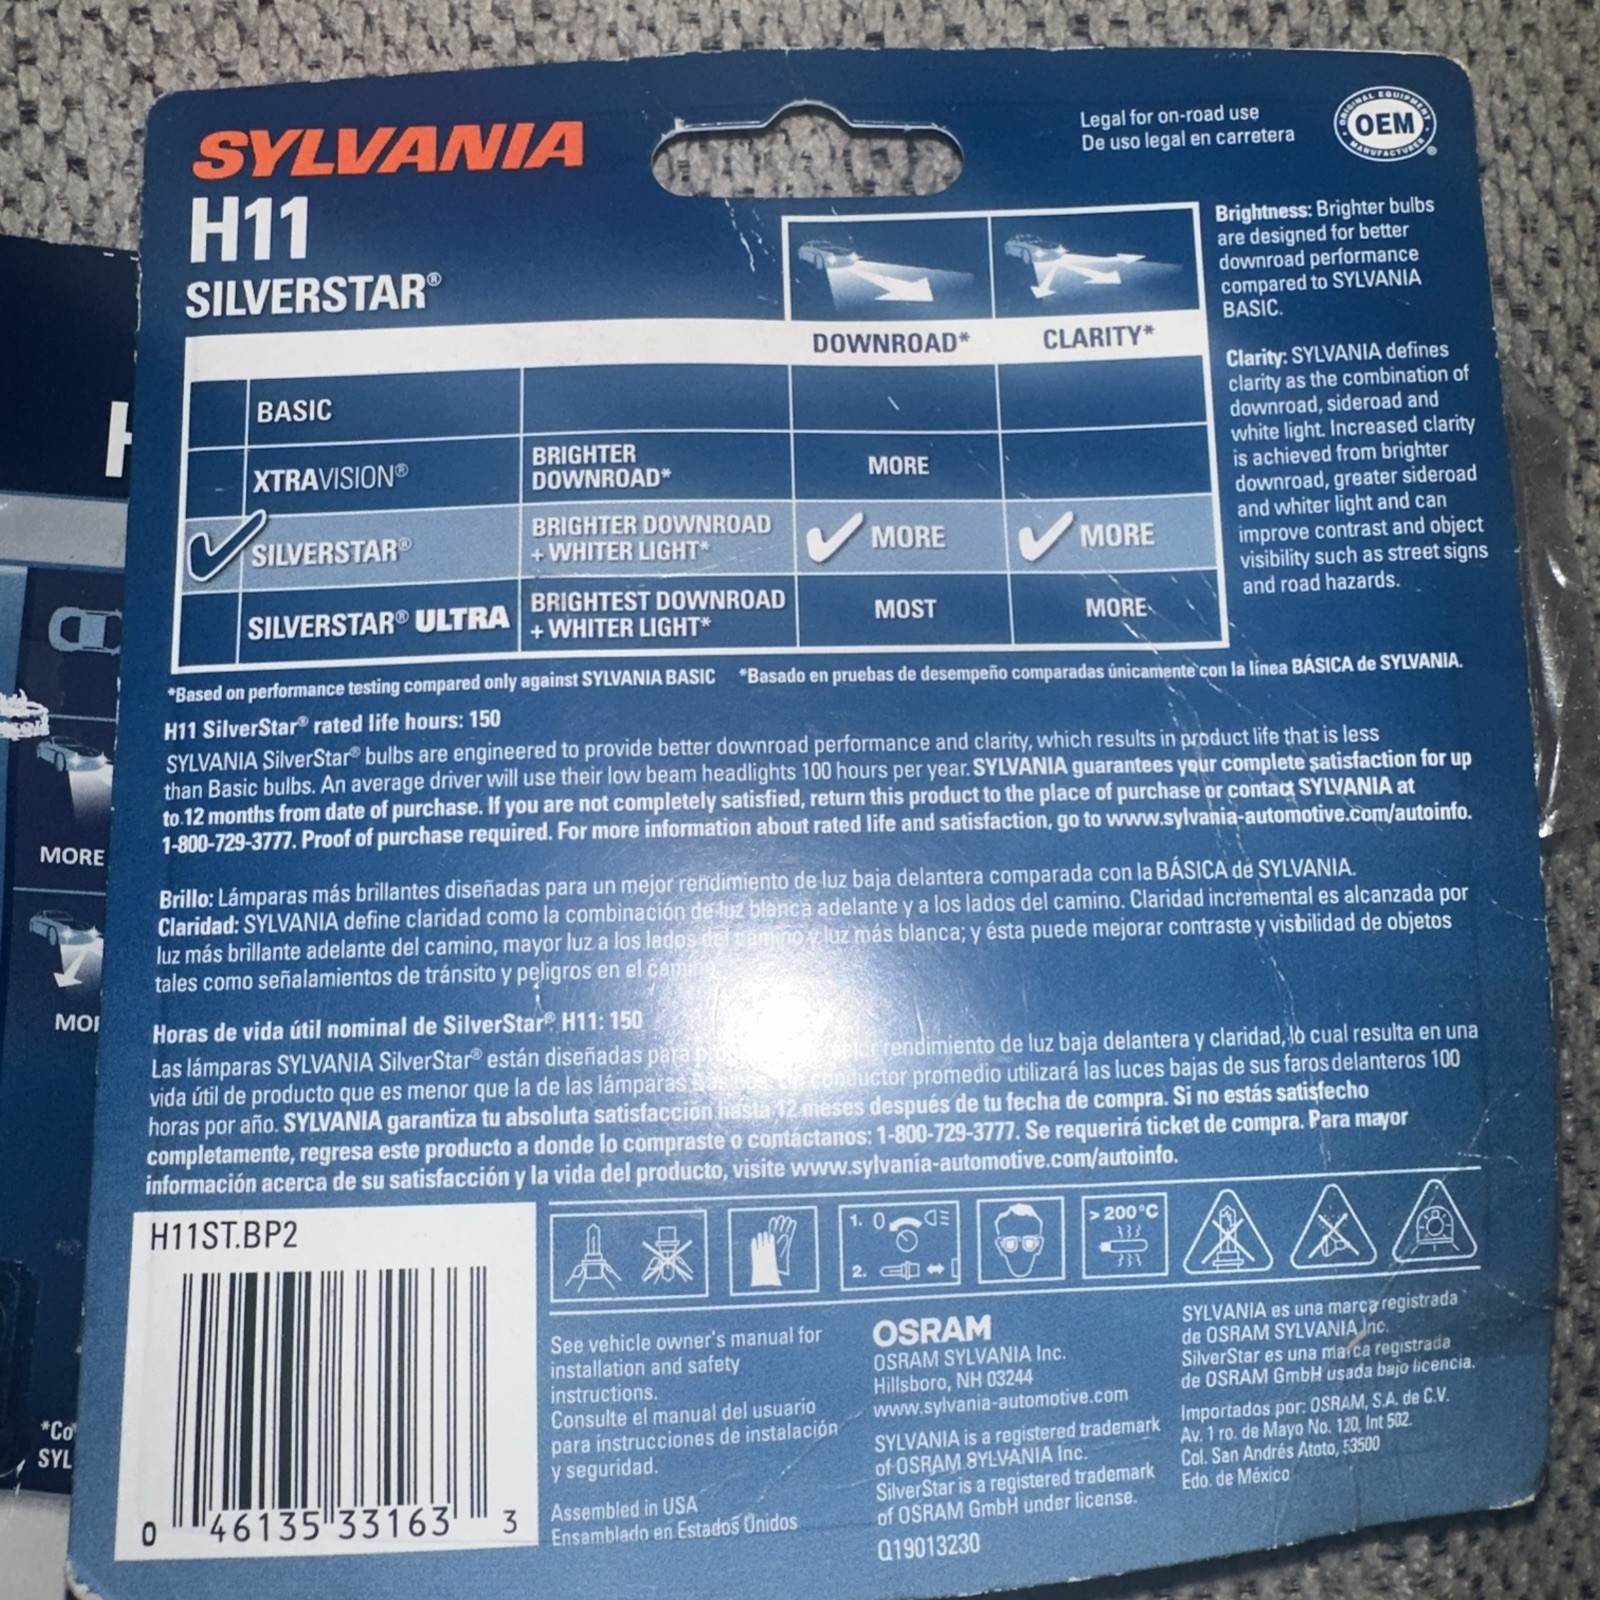 SYLVANIA
H11
SILVERSTAR®
Legal for on-road use
De uso legal en carretera
ORIGINAL EQUIPMENT
OEM
MANUFACTURER
DOWNROAD* CLARITY*
BASIC
XTRAVISION® BRIGHTER DOWNROAD* MORE
SILVERSTAR® BRIGHTER DOWNROAD + WHITER LIGHT* MORE MORE
SILVERSTAR® ULTRA BRIGHTEST DOWNROAD + WHITER LIGHT* MOST MORE
Brightness: Brighter bulbs
are designed for better
downroad performance
compared to SYLVANIA
BASIC.
Clarity: SYLVANIA defines
clarity as the combination of
downroad, sideroad and
white light. Increased clarity
is achieved from brighter
downroad, greater sideroad
and whiter light and can
improve contrast and object
visibility such as street signs
and road hazards.
*Based on performance testing compared only against SYLVANIA BASIC *Basado en pruebas de desempeño comparadas únicamente con la línea BÁSICA de SYLVANIA.
H11 SilverStar® rated life hours: 150
SYLVANIA SilverStar® bulbs are engineered to provide better downroad performance and clarity, which results in product life that is less
than Basic bulbs. An average driver will use their low beam headlights 100 hours per year. SYLVANIA guarantees your complete satisfaction for up
to 12 months from date of purchase. If you are not completely satisfied, return this product to the place of purchase or contact SYLVANIA at
1-800-729-3777. Proof of purchase required. For more information about rated life and satisfaction, go to www.sylvania-automotive.com/autoinfo.
Brillo: Lámparas más brillantes diseñadas para un mejor rendimiento de luz baja delantera comparada con la BÁSICA de SYLVANIA.
Claridad: SYLVANIA define claridad como la combinación de luz blanca adelante y a los lados del camino. Claridad incremental es alcanzada por
luz más brillante adelante del camino, mayor luz a los lados del camino y luz más blanca; y ésta puede mejorar contraste y visibilidad de objetos
tales como señalamientos de tránsito y peligros en el
Horas de vida útil nominal de SilverStar® H11: 150
Las lámparas SYLVANIA SilverStar® están diseñadas para rendimiento de luz baja delantera y claridad, lo cual resulta en una
vida útil de producto que es menor que la de las lámparas conductor promedio utilizará las luces bajas de sus faros delanteros 100
horas por año. SYLVANIA garantiza tu absoluta satisfacción hasta 12 meses después de tu fecha de compra. Si no estás satisfecho
completamente, regresa este producto a donde lo compraste o contáctanos: 1-800-729-3777. Se requerirá ticket de compra. Para mayor
información acerca de su satisfacción y la vida del producto, visite www.sylvania-automotive.com/autoinfo.
H11ST.BP2
0 46135 33163 3
1. 0
2.
> 200°C
See vehicle owner's manual for
installation and safety
instructions.
Consulte el manual del usuario
para instrucciones de instalación
y seguridad.
Assembled in USA
Ensamblado en Estados Unidos
OSRAM
OSRAM SYLVANIA Inc.
Hillsboro, NH 03244
www.sylvania-automotive.com
SYLVANIA is a registered trademark
of OSRAM SYLVANIA Inc.
SilverStar is a registered trademark
of OSRAM GmbH under license.
Q19013230
SYLVANIA es una marca registrada
de OSRAM SYLVANIA Inc.
SilverStar es una marca registrada
de OSRAM GmbH usada bajo licencia.
Importados por: OSRAM, S.A. de C.V.
Av. 1 ro. de Mayo No. 120, Int 502.
Col. San Andrés Atoto, 53500
Edo. de México
MORE